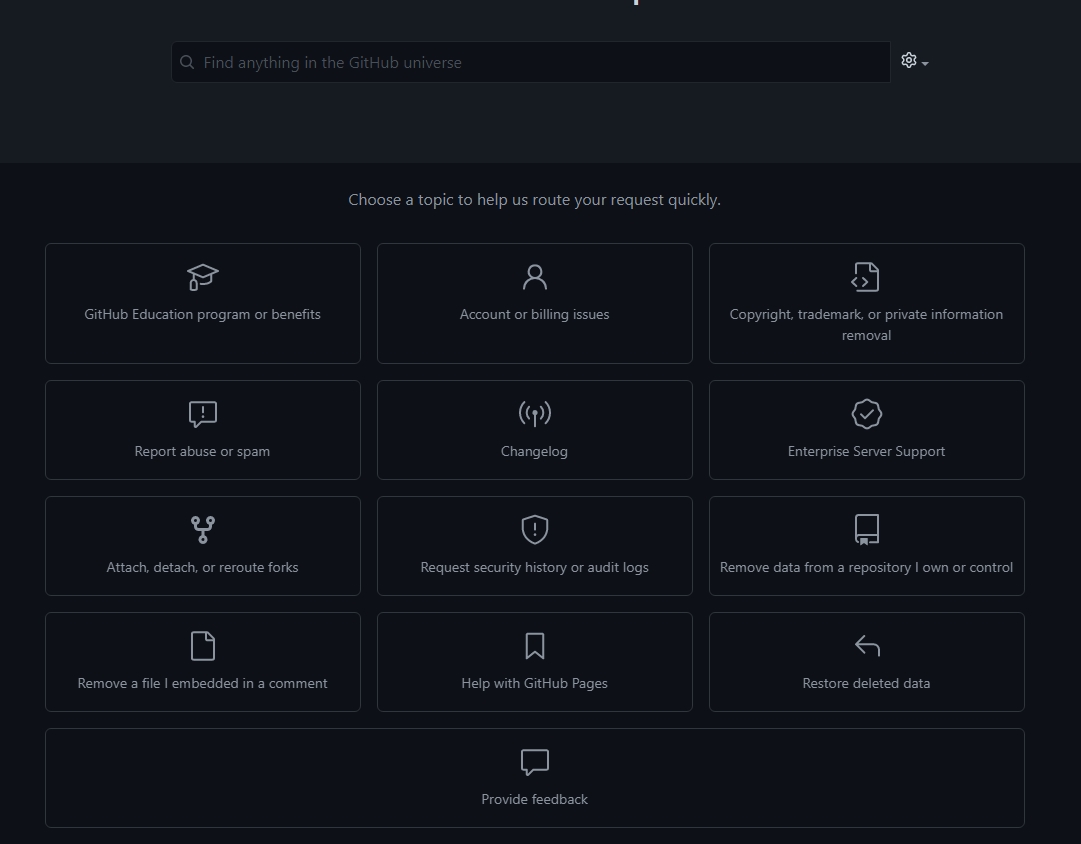 Find anything in the GitHub universe
Choose a topic to help us route your request quickly.
GitHub Education program or benefits
Account or billing issues
Copyright, trademark, or private information
removal
Report abuse or spam
Changelog
Enterprise Server Support
Attach, detach, or reroute forks
Request security history or audit logs
Remove data from a repository I own or control
Remove a file I embedded in a comment
Help with GitHub Pages
Restore deleted data
Provide feedback